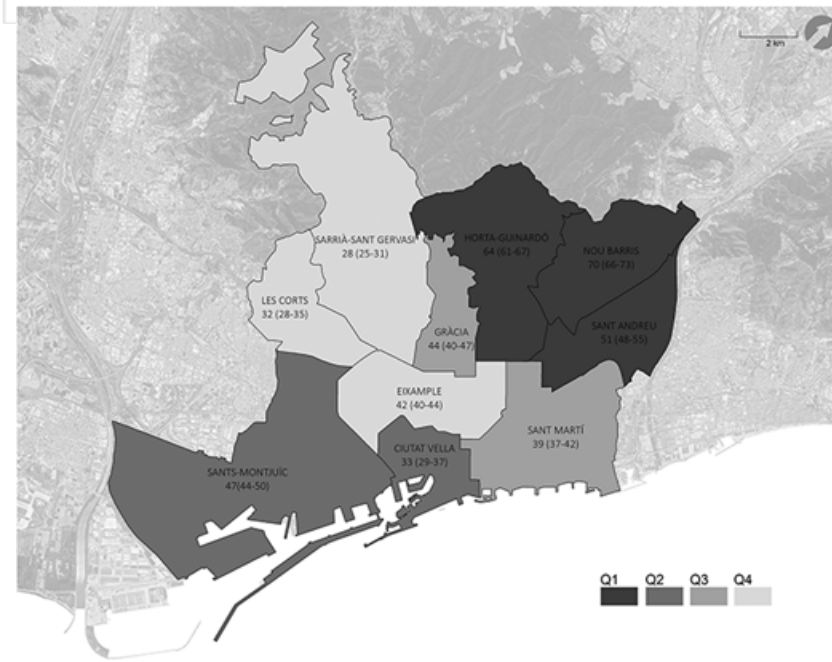 2 km
SARRIÀ-SANT GERVASI
28 (25-31)
HORTA-GUINARDÓ
64 (61-67)
NOU BARRIS
70 (66-73)
LES CORTS
32 (28-35)
GRÀCIA
44 (40-47)
SANT ANDREU
51 (48-55)
EIXAMPLE
42 (40-44)
SANT MARTÍ
39 (37-42)
CIUTAT VELLA
33 (29-37)
SANTS-MONTJUÏC
47(44-50)
Q1 Q2 Q3 Q4